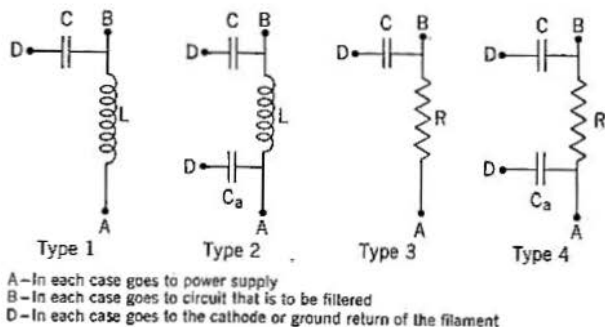 C B C B C B C B
D D D D
L L R R
D D
Ca Ca
A A A A
Type 1 Type 2 Type 3 Type 4
A–In each case goes to power supply
B–In each case goes to circuit that is to be filtered
D–In each case goes to the cathode or ground return of the filament